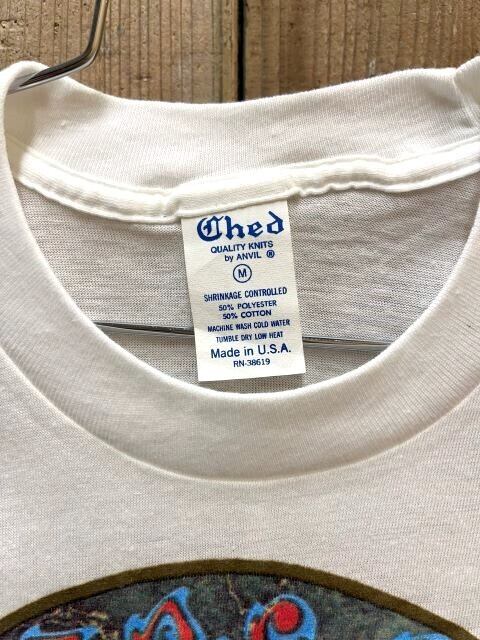 Ched
QUALITY KNITS
by ANVIL ®
M
SHRINKAGE CONTROLLED
50% POLYESTER
50% COTTON
MACHINE WASH COLD WATER
TUMBLE DRY LOW HEAT
Made in U.S.A.
RN-38619